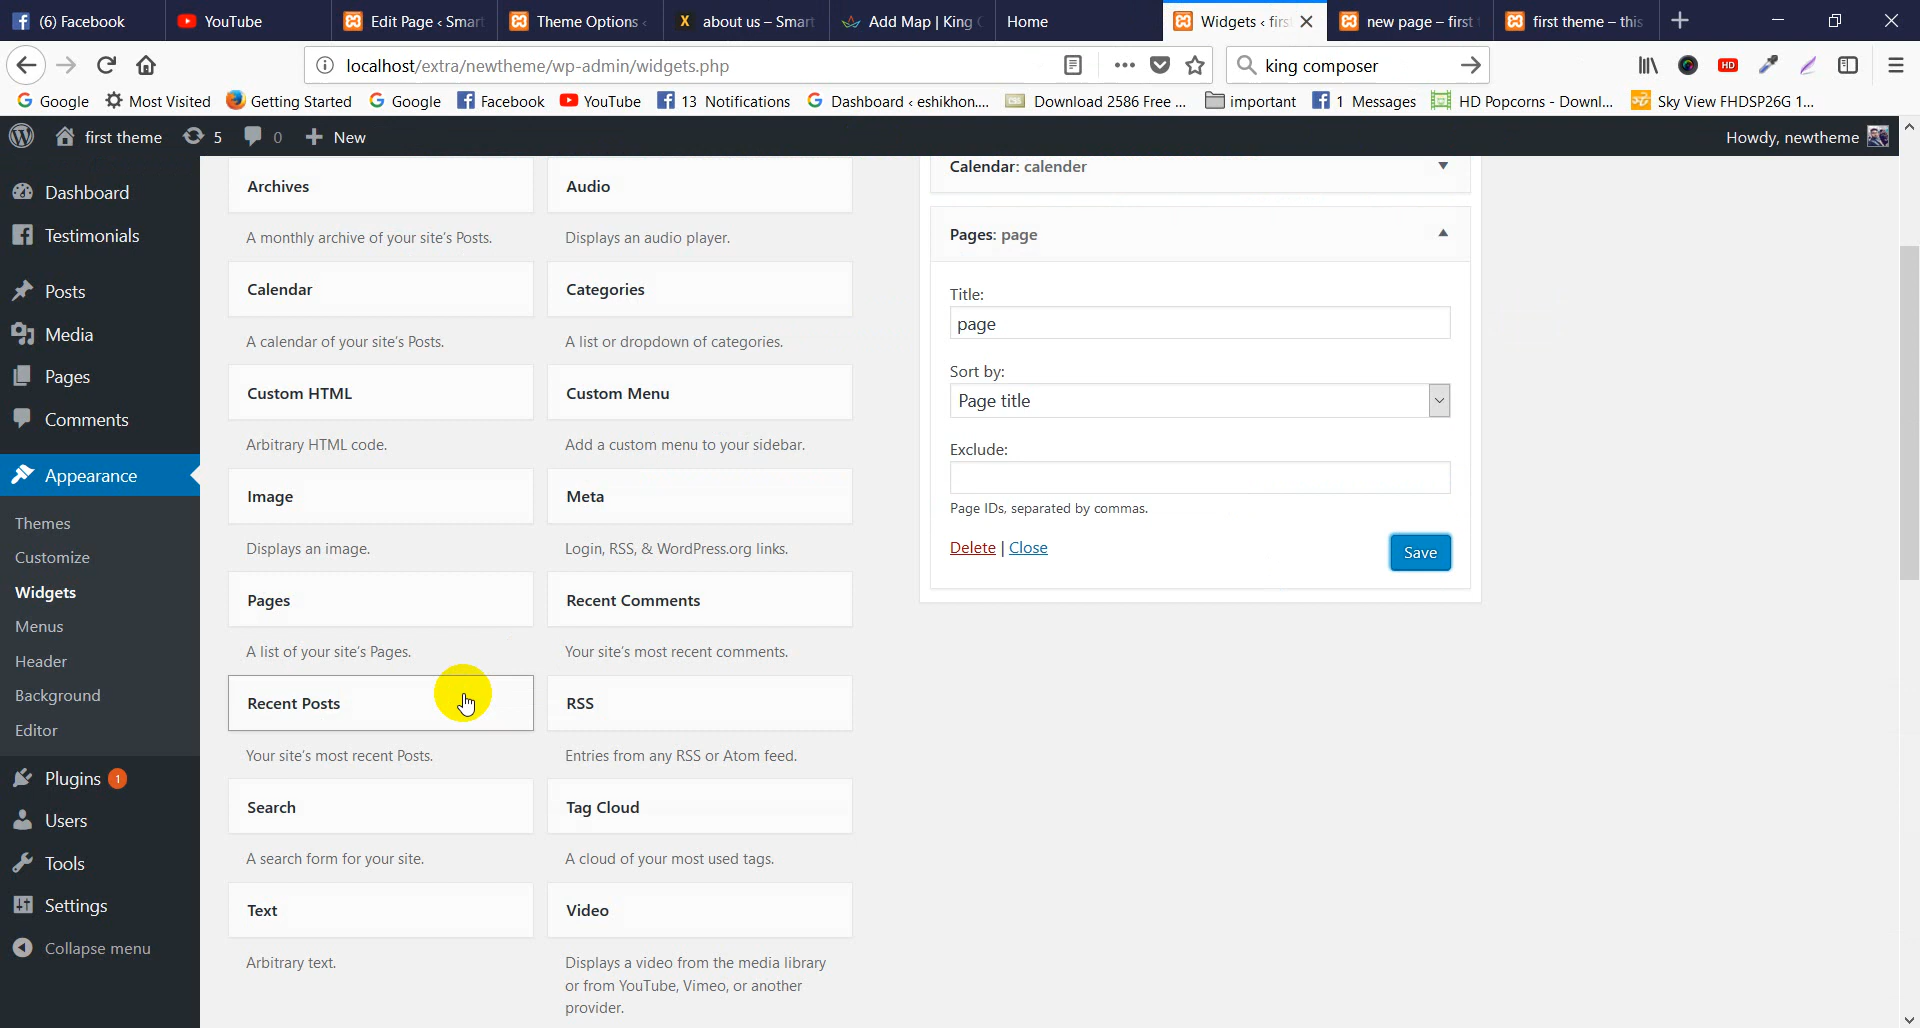 (6) Facebook
YouTube
Edit Page ‹ Smar
Theme Options ‹
about us – Smart
Add Map | King
Home
Widgets ‹ firs
new page – first
first theme – this
localhost/extra/newtheme/wp-admin/widgets.php
king composer
HD
Google
Most Visited
Getting Started
Google
Facebook
YouTube
13 Notifications
Dashboard ‹ eshikhon....
Download 2586 Free ...
important
1 Messages
HD Popcorns - Downl...
Sky View FHDSP26G 1...
first theme
5
0
New
Howdy, newtheme
Dashboard
Testimonials
Posts
Media
Pages
Comments
Appearance
Themes
Customize
Widgets
Menus
Header
Background
Editor
Plugins 1
Users
Tools
Settings
Collapse menu
Archives
A monthly archive of your site's Posts.
Audio
Displays an audio player.
Calendar
A calendar of your site's Posts.
Categories
A list or dropdown of categories.
Custom HTML
Arbitrary HTML code.
Custom Menu
Add a custom menu to your sidebar.
Image
Displays an image.
Meta
Login, RSS, & WordPress.org links.
Pages
A list of your site's Pages.
Recent Comments
Your site's most recent comments.
Recent Posts
Your site's most recent Posts.
RSS
Entries from any RSS or Atom feed.
Search
A search form for your site.
Tag Cloud
A cloud of your most used tags.
Text
Arbitrary text.
Video
Displays a video from the media library
or from YouTube, Vimeo, or another
provider.
Calendar: calender
Pages: page
Title:
page
Sort by:
Page title
Exclude:
Page IDs, separated by commas.
Delete | Close
Save